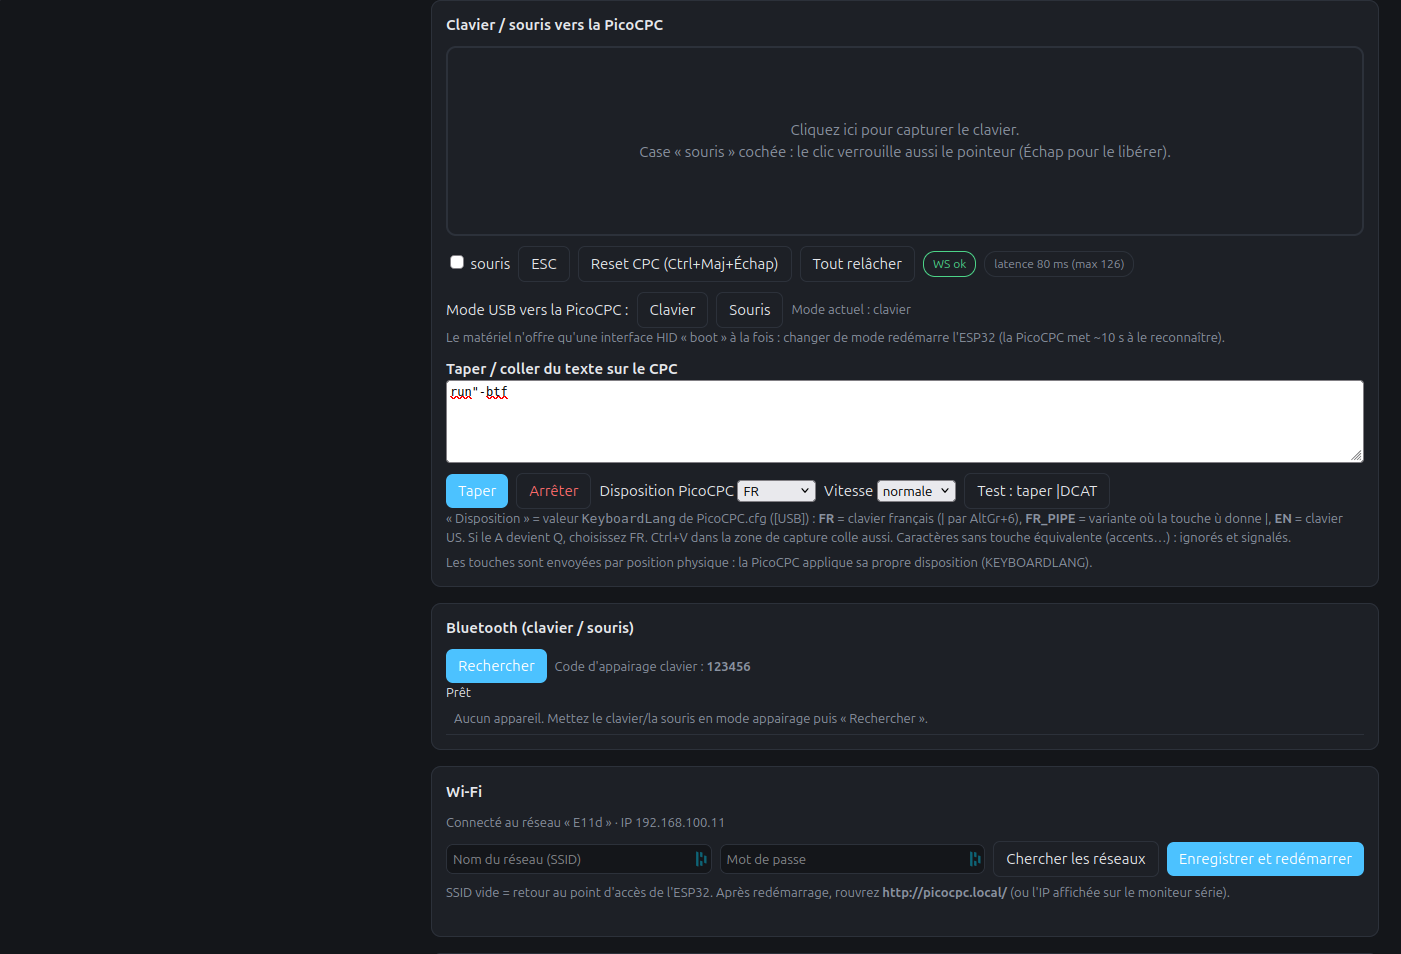 Clavier / souris vers la PicoCPC
Cliquez ici pour capturer le clavier.
Case « souris » cochée : le clic verrouille aussi le pointeur (Échap pour le libérer).
souris ESC Reset CPC (Ctrl+Maj+Échap) Tout relâcher WS ok latence 80 ms (max 126)
Mode USB vers la PicoCPC : Clavier Souris Mode actuel : clavier
Le matériel n'offre qu'une interface HID « boot » à la fois : changer de mode redémarre l'ESP32 (la PicoCPC met ~10 s à le reconnaître).
Taper / coller du texte sur le CPC
run"-btf
Taper Arrêter Disposition PicoCPC FR Vitesse normale Test : taper |DCAT
« Disposition » = valeur KeyboardLang de PicoCPC.cfg ([USB]) : FR = clavier français (| par AltGr+6), FR_PIPE = variante où la touche ù donne |, EN = clavier
US. Si le A devient Q, choisissez FR. Ctrl+V dans la zone de capture colle aussi. Caractères sans touche équivalente (accents…) : ignorés et signalés.
Les touches sont envoyées par position physique : la PicoCPC applique sa propre disposition (KEYBOARDLANG).
Bluetooth (clavier / souris)
Rechercher Code d'appairage clavier : 123456
Prêt
Aucun appareil. Mettez le clavier/la souris en mode appairage puis « Rechercher ».
Wi-Fi
Connecté au réseau « E11d » · IP 192.168.100.11
Nom du réseau (SSID) Mot de passe Chercher les réseaux Enregistrer et redémarrer
SSID vide = retour au point d'accès de l'ESP32. Après redémarrage, rouvrez http://picocpc.local/ (ou l'IP affichée sur le moniteur série).